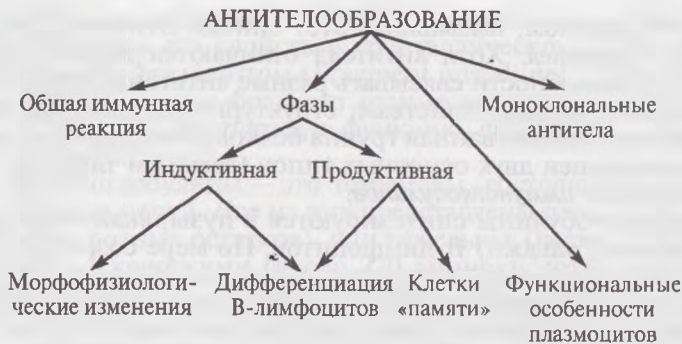 АНТИТЕЛООБРАЗОВАНИЕ
Общая иммунная
реакция
Фазы
Моноклональные
антитела
Индуктивная
Продуктивная
Морфофизиологи-
ческие изменения
Дифференциация
В-лимфоцитов
Клетки
«памяти»
Функциональные
особенности
плазмоцитов